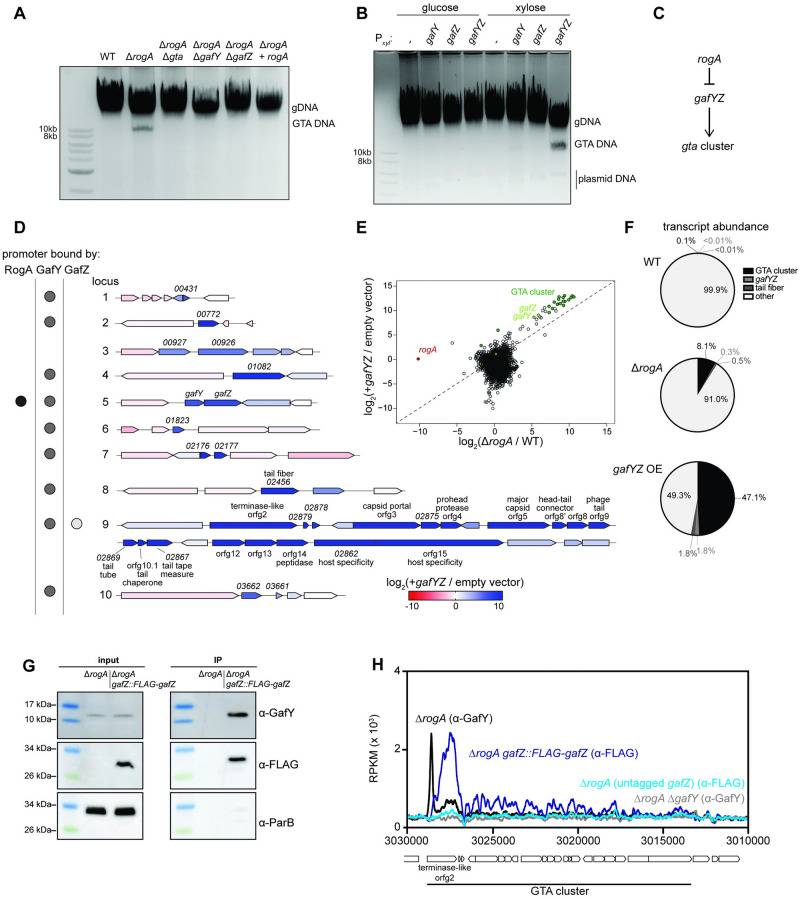 A
WT
ΔrogA
ΔrogA Δgta
ΔrogA ΔgafY
ΔrogA ΔgafZ
ΔrogA + rogA
gDNA
GTA DNA
10kb
8kb
B
glucose
xylose
Pxyl: - gafY gafZ gafYZ - gafY gafZ gafYZ
gDNA
GTA DNA
10kb
8kb
plasmid DNA
C
rogA
gafYZ
gta cluster
D
promoter bound by:
RogA GafY GafZ
locus
1
00431
2
00772
3
00927 00926
4
01082
5
gafY gafZ
6
01823
7
02176 02177
8
tail fiber
02456
9
terminase-like
orfg2
02879
02878
capsid portal
orfg3
02875
prohead
protease
orfg4
major
capsid
orfg5
head-tail
connector
orfg8'
orfg8
phage
tail
orfg9
02869
tail
tube
orfg10.1
tail
chaperone
02867
tail tape
measure
orfg12
orfg13
orfg14
peptidase
02862
host specificity
orfg15
host specificity
10
03662 03661
log2(+gafYZ / empty vector)
-10 0 10
E
log2(+gafYZ / empty vector)
15
10
5
0
-5
-10
GTA cluster
gafZ
gafY
rogA
-10 -5 0 5 10 15
log2(ΔrogA / WT)
F
transcript abundance
WT
0.1%
<0.01%
<0.01%
99.9%
GTA cluster
gafYZ
tail fiber
other
ΔrogA
8.1%
0.3%
0.5%
91.0%
gafYZ OE
49.3%
47.1%
1.8%
1.8%
G
input
IP
ΔrogA
ΔrogA
gafZ::FLAG-gafZ
ΔrogA
ΔrogA
gafZ::FLAG-gafZ
17 kDa
10 kDa
α-GafY
34 kDa
26 kDa
α-FLAG
34 kDa
26 kDa
α-ParB
H
RPKM (x 10³)
4
2
0
ΔrogA (α-GafY)
ΔrogA gafZ::FLAG-gafZ (α-FLAG)
ΔrogA (untagged gafZ) (α-FLAG)
ΔrogA ΔgafY (α-GafY)
3030000 3025000 3020000 3015000 3010000
terminase-like
orfg2
GTA cluster